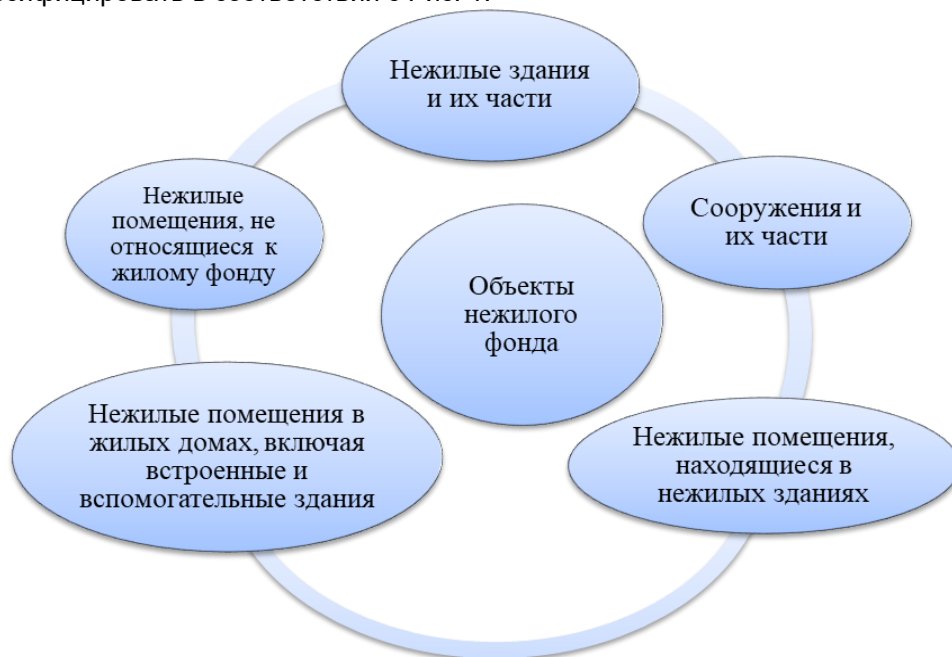 Нежилые здания
и их части
Нежилые
помещения, не
относящиеся к
жилому фонду
Сооружения и
их части
Объекты
нежилого
фонда
Нежилые помещения в
жилых домах, включая
встроенные и
вспомогательные здания
Нежилые помещения,
находящиеся в
нежилых зданиях